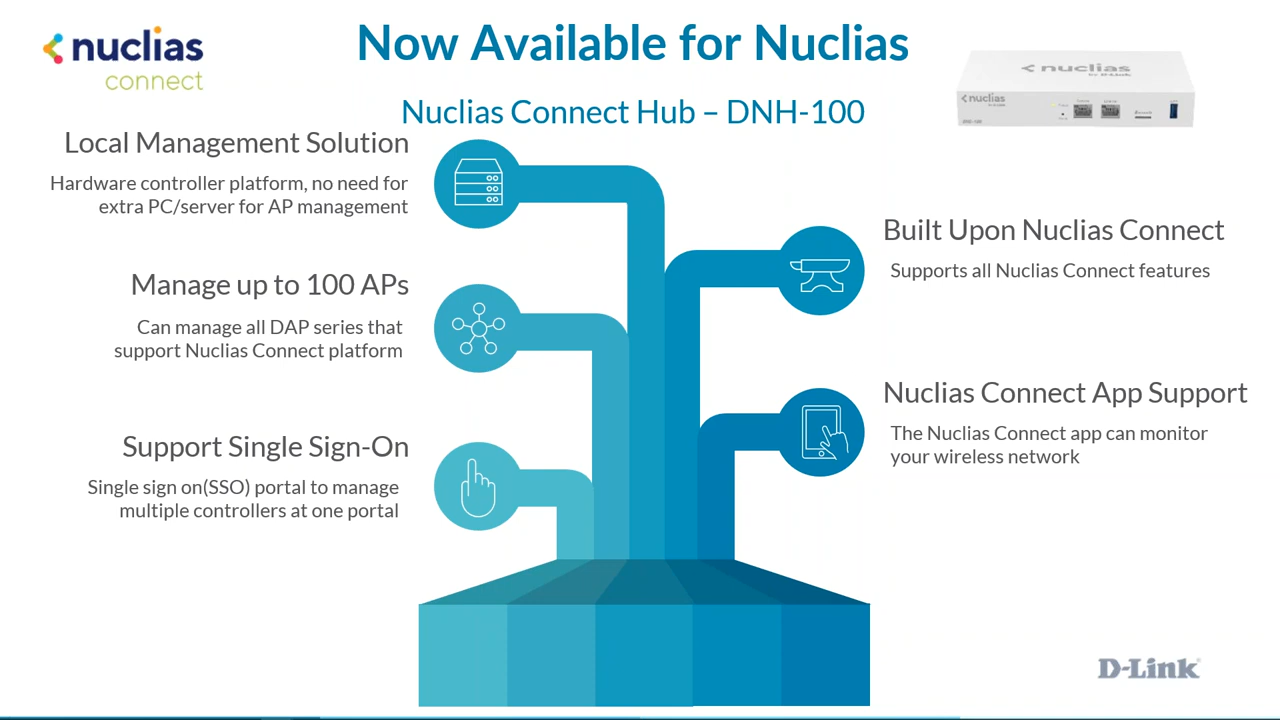 nuclias
connect
Now Available for Nuclias
Nuclias Connect Hub – DNH-100
nuclias
by D-Link
nuclias
Local Management Solution
Hardware controller platform, no need for
extra PC/server for AP management
Built Upon Nuclias Connect
Supports all Nuclias Connect features
Manage up to 100 APs
Can manage all DAP series that
support Nuclias Connect platform
Nuclias Connect App Support
The Nuclias Connect app can monitor
your wireless network
Support Single Sign-On
Single sign on(SSO) portal to manage
multiple controllers at one portal
D-Link